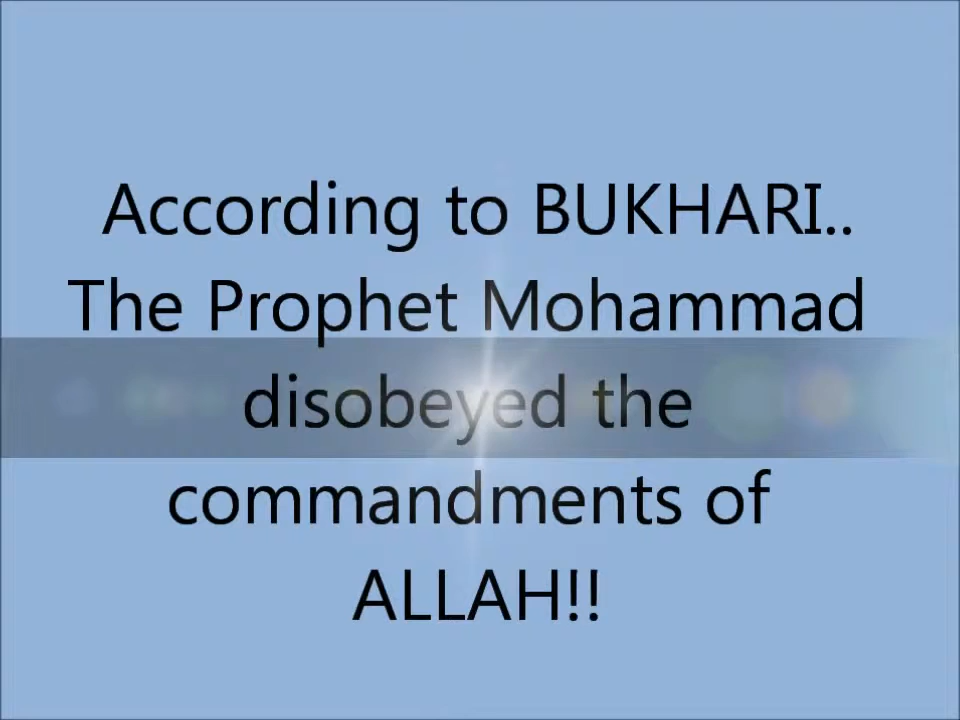 According to BUKHARI..
The Prophet Mohammad
disobeyed the
commandments of
ALLAH!!